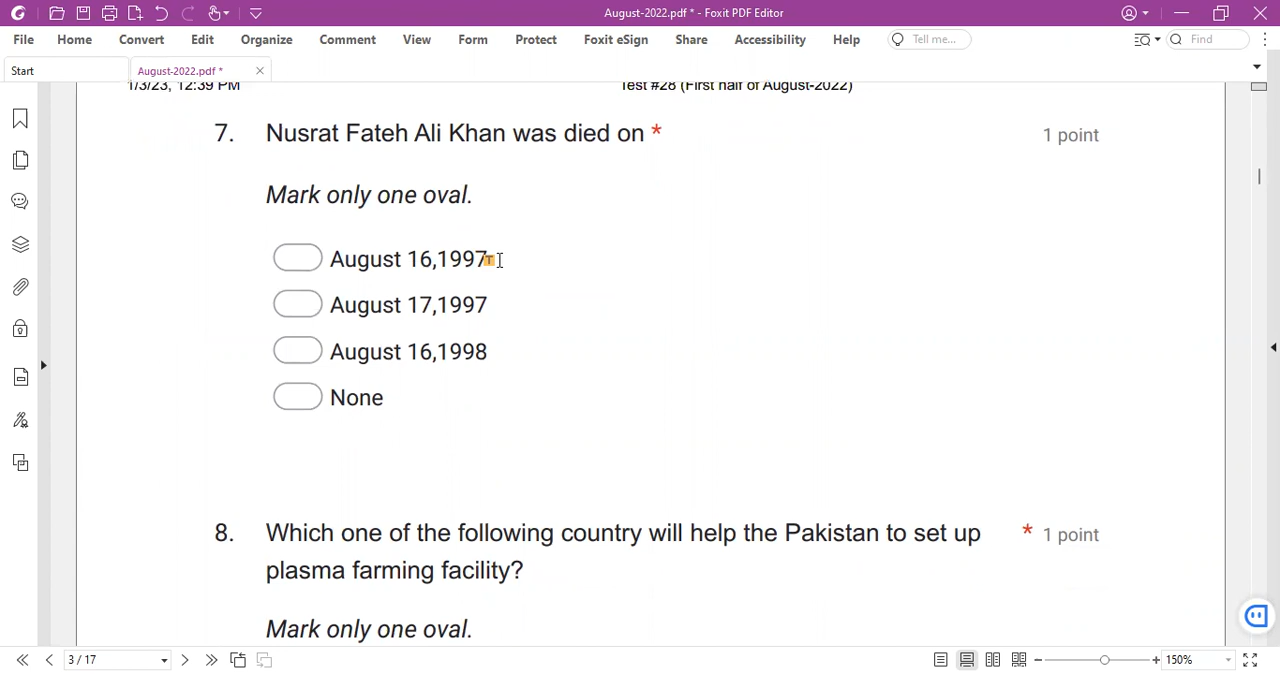 August-2022.pdf * - Foxit PDF Editor
File Home Convert Edit Organize Comment View Form Protect Foxit eSign Share Accessibility Help Tell me... Find
Start August-2022.pdf *
1/3/23, 12:39 PM Test #28 (First half of August-2022)
7. Nusrat Fateh Ali Khan was died on * 1 point
Mark only one oval.
August 16,1997
August 17,1997
August 16,1998
None
8. Which one of the following country will help the Pakistan to set up * 1 point
plasma farming facility?
Mark only one oval.
3 / 17 150%